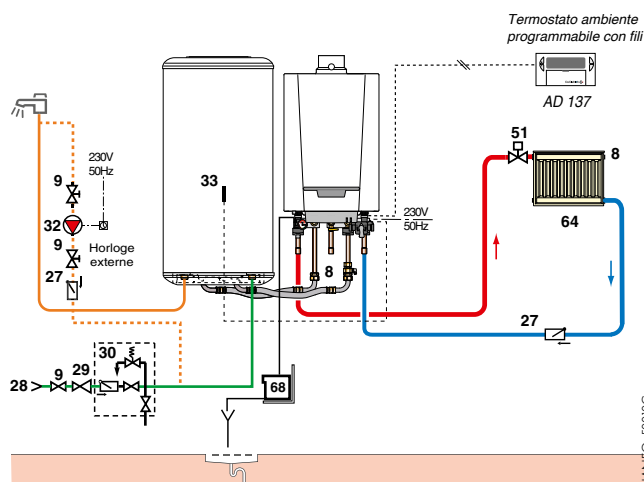 Termostato ambiente
programmabile con fili
AD 137
51
8
9
230V
50Hz
33
32
230V
50Hz
64
9
Horloge
externe
8
27
27
30
28
9
29
68